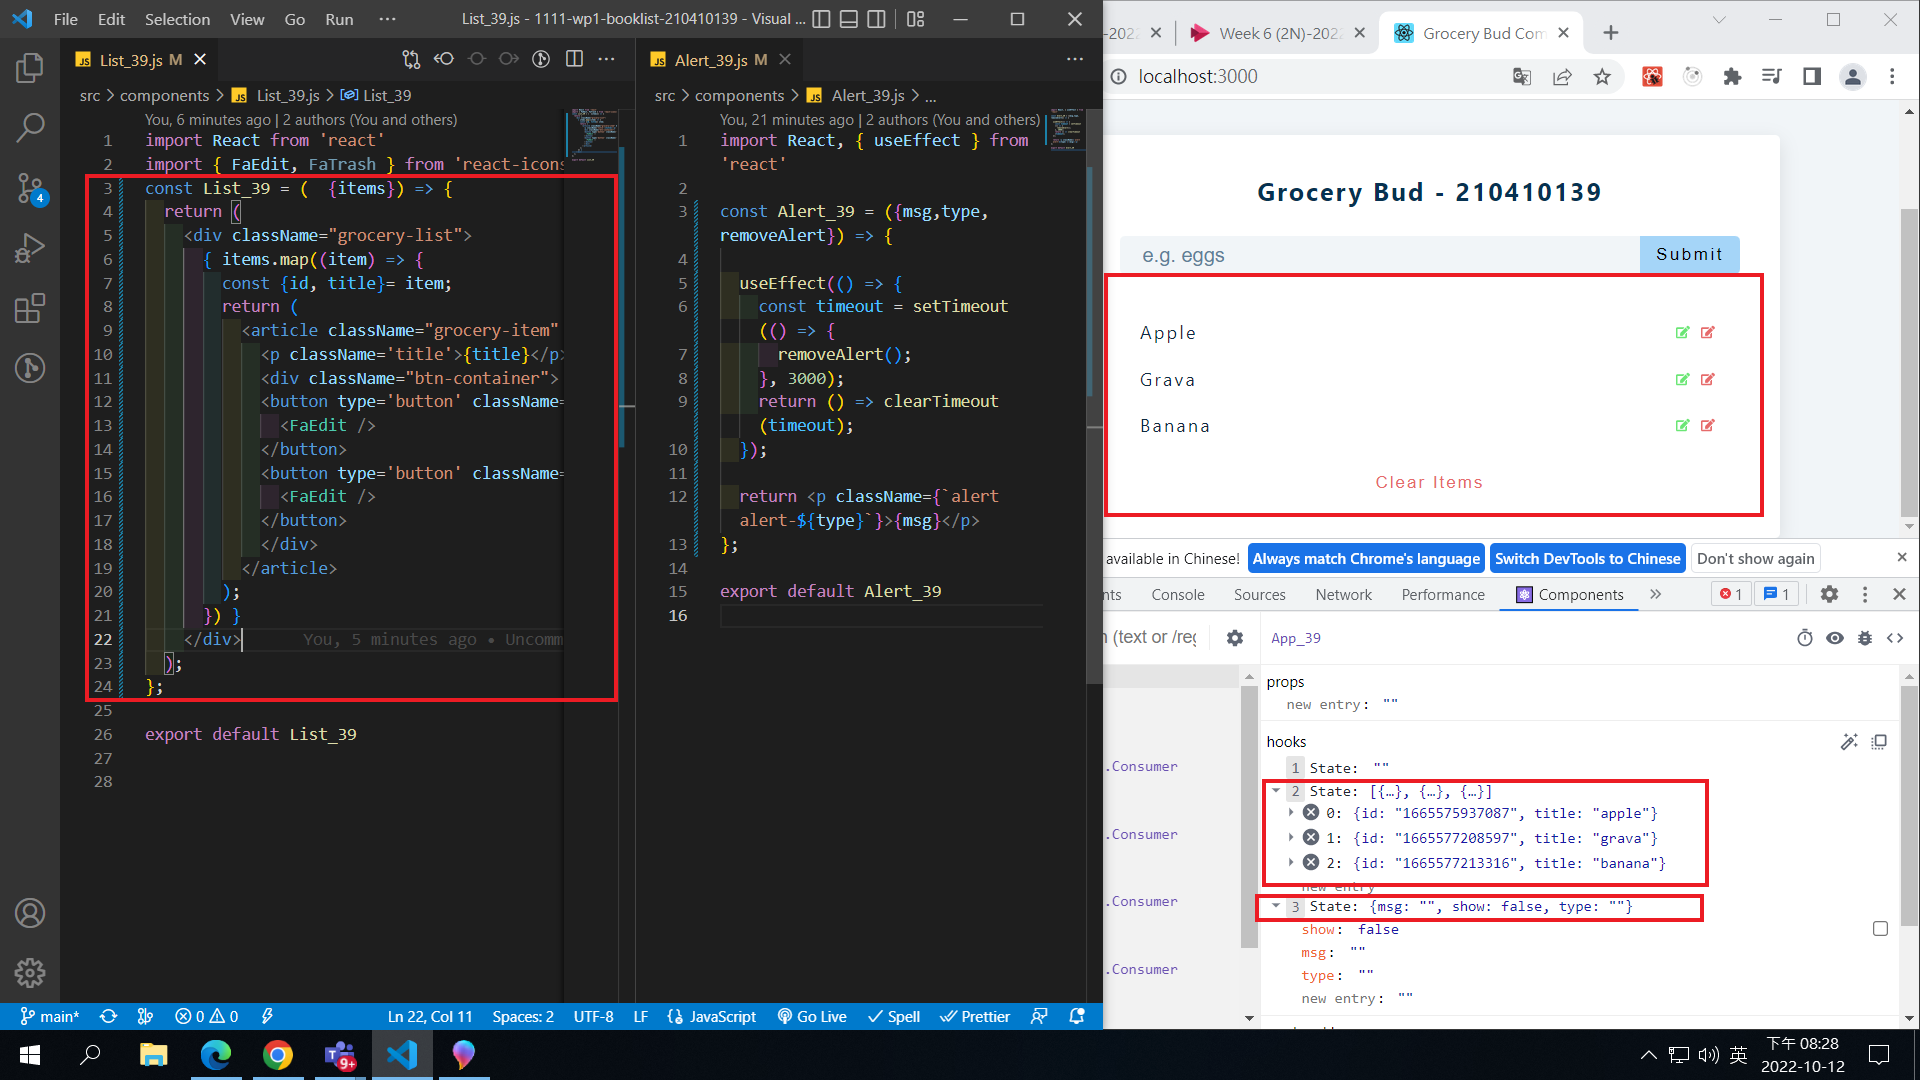 File Edit Selection View Go Run ··· List_39.js - 1111-wp1-booklist-210410139 - Visual ...
List_39.js M
src > components > List_39.js > List_39
You, 6 minutes ago | 2 authors (You and others)
1 import React from 'react'
2 import { FaEdit, FaTrash } from 'react-icons
3 const List_39 = (  {items}) => {
4 return (
5 <div className="grocery-list">
6 { items.map((item) => {
7 const {id, title}= item;
8 return (
9 <article className="grocery-item"
10 <p className='title'>{title}</p>
11 <div className="btn-container">
12 <button type='button' className=
13 <FaEdit />
14 </button>
15 <button type='button' className=
16 <FaEdit />
17 </button>
18 </div>
19 </article>
20 );
21 }) }
22 </div> You, 5 minutes ago • Uncomm
23 );
24 };
25
26 export default List_39
27
28
Alert_39.js M
src > components > Alert_39.js > ...
You, 21 minutes ago | 2 authors (You and others)
1 import React, { useEffect } from
'react'
2
3 const Alert_39 = ({msg,type,
removeAlert}) => {
4
5 useEffect(() => {
6 const timeout = setTimeout
(() => {
7 removeAlert();
8 }, 3000);
9 return () => clearTimeout
(timeout);
10 });
11
12 return <p className={`alert
alert-${type}`}>{msg}</p>
13 };
14
15 export default Alert_39
16
4
main* 0 0 Ln 22, Col 11 Spaces: 2 UTF-8 LF JavaScript Go Live Spell Prettier
-2022 Week 6 (2N)-202 Grocery Bud Com
localhost:3000
Grocery Bud - 210410139
e.g. eggs Submit
Apple
Grava
Banana
Clear Items
available in Chinese! Always match Chrome's language Switch DevTools to Chinese Don't show again
nts Console Sources Network Performance Components » 1 1
(text or /reg App_39
.Consumer
.Consumer
.Consumer
.Consumer
props
new entry: ""
hooks
1 State: ""
2 State: [{…}, {…}, {…}]
0: {id: "1665575937087", title: "apple"}
1: {id: "1665577208597", title: "grava"}
2: {id: "1665577213316", title: "banana"}
new entry
3 State: {msg: "", show: false, type: ""}
show: false
msg: ""
type: ""
new entry: ""
9+
英
下午 08:28
2022-10-12